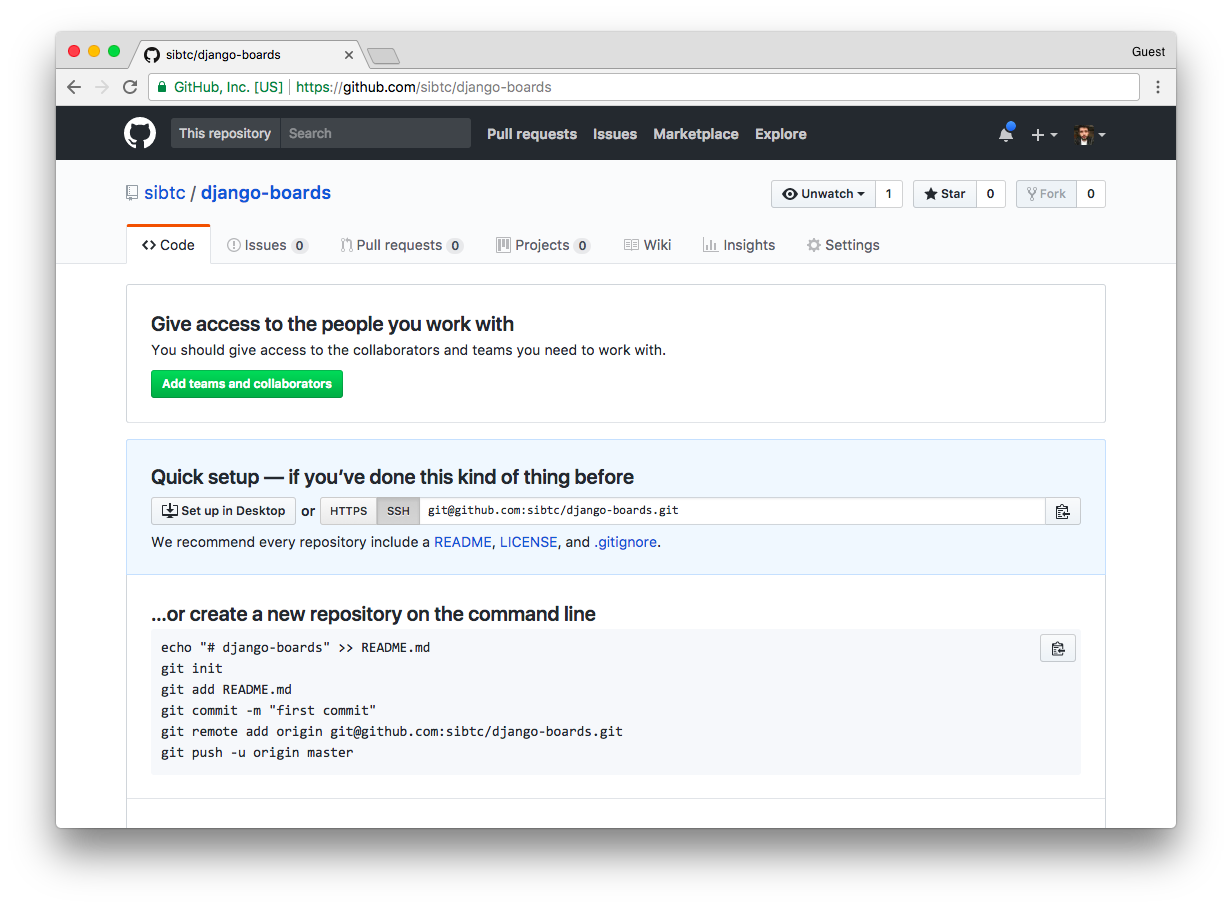 sibtc/django-boards
Guest
GitHub, Inc. [US] https://github.com/sibtc/django-boards
This repository Search Pull requests Issues Marketplace Explore
sibtc / django-boards Unwatch 1 Star 0 Fork 0
Code Issues 0 Pull requests 0 Projects 0 Wiki Insights Settings
Give access to the people you work with
You should give access to the collaborators and teams you need to work with.
Add teams and collaborators
Quick setup — if you’ve done this kind of thing before
Set up in Desktop or HTTPS SSH git@github.com:sibtc/django-boards.git
We recommend every repository include a README, LICENSE, and .gitignore.
…or create a new repository on the command line
echo "# django-boards" >> README.md
git init
git add README.md
git commit -m "first commit"
git remote add origin git@github.com:sibtc/django-boards.git
git push -u origin master